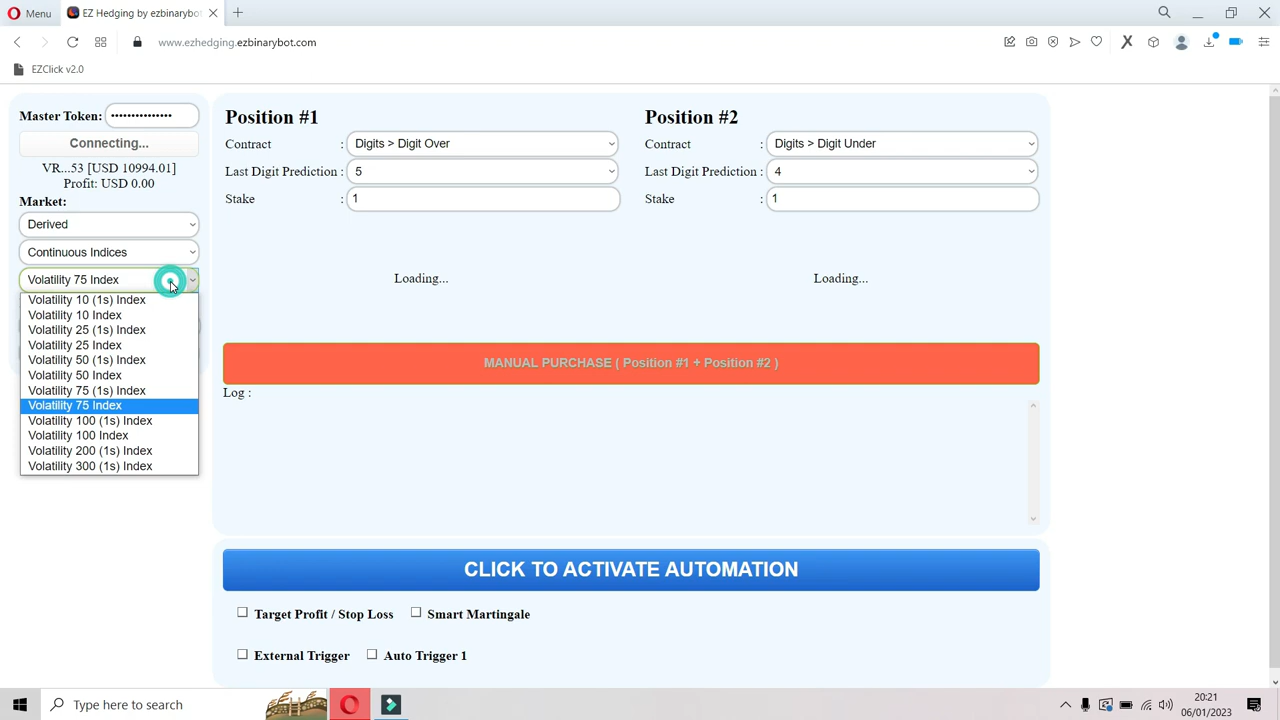 Menu
EZ Hedging by ezbinarybot
www.ezhedging.ezbinarybot.com
EZClick v2.0
Master Token: •••••••••••••••
Connecting...
VR...53 [USD 10994.01]
Profit: USD 0.00
Market:
Derived
Continuous Indices
Volatility 75 Index
Volatility 10 (1s) Index
Volatility 10 Index
Volatility 25 (1s) Index
Volatility 25 Index
Volatility 50 (1s) Index
Volatility 50 Index
Volatility 75 (1s) Index
Volatility 75 Index
Volatility 100 (1s) Index
Volatility 100 Index
Volatility 200 (1s) Index
Volatility 300 (1s) Index
Position #1
Contract : Digits > Digit Over
Last Digit Prediction : 5
Stake : 1
Loading...
Position #2
Contract : Digits > Digit Under
Last Digit Prediction : 4
Stake : 1
Loading...
MANUAL PURCHASE ( Position #1 + Position #2 )
Log :
CLICK TO ACTIVATE AUTOMATION
Target Profit / Stop Loss
Smart Martingale
External Trigger
Auto Trigger 1
Type here to search
20:21
06/01/2023